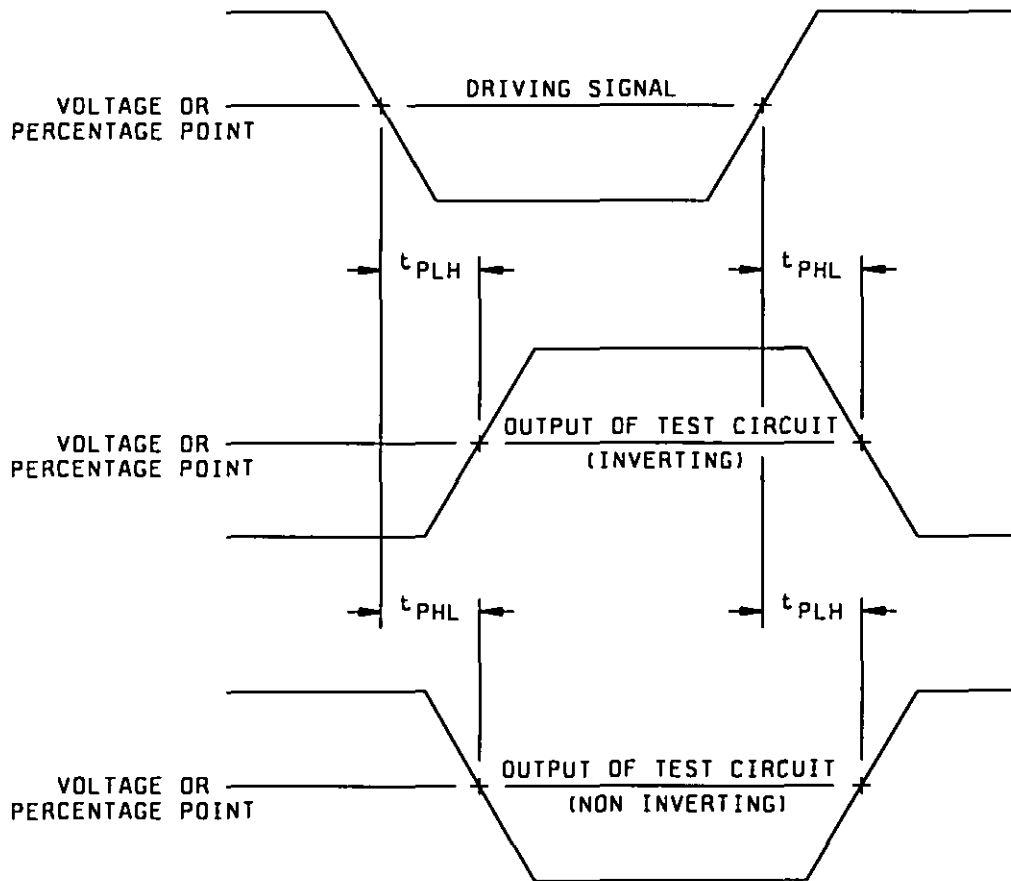 DRIVING SIGNAL
VOLTAGE OR
PERCENTAGE POINT
tPLH
tPHL
OUTPUT OF TEST CIRCUIT
(INVERTING)
VOLTAGE OR
PERCENTAGE POINT
tPHL
tPLH
OUTPUT OF TEST CIRCUIT
(NON INVERTING)
VOLTAGE OR
PERCENTAGE POINT